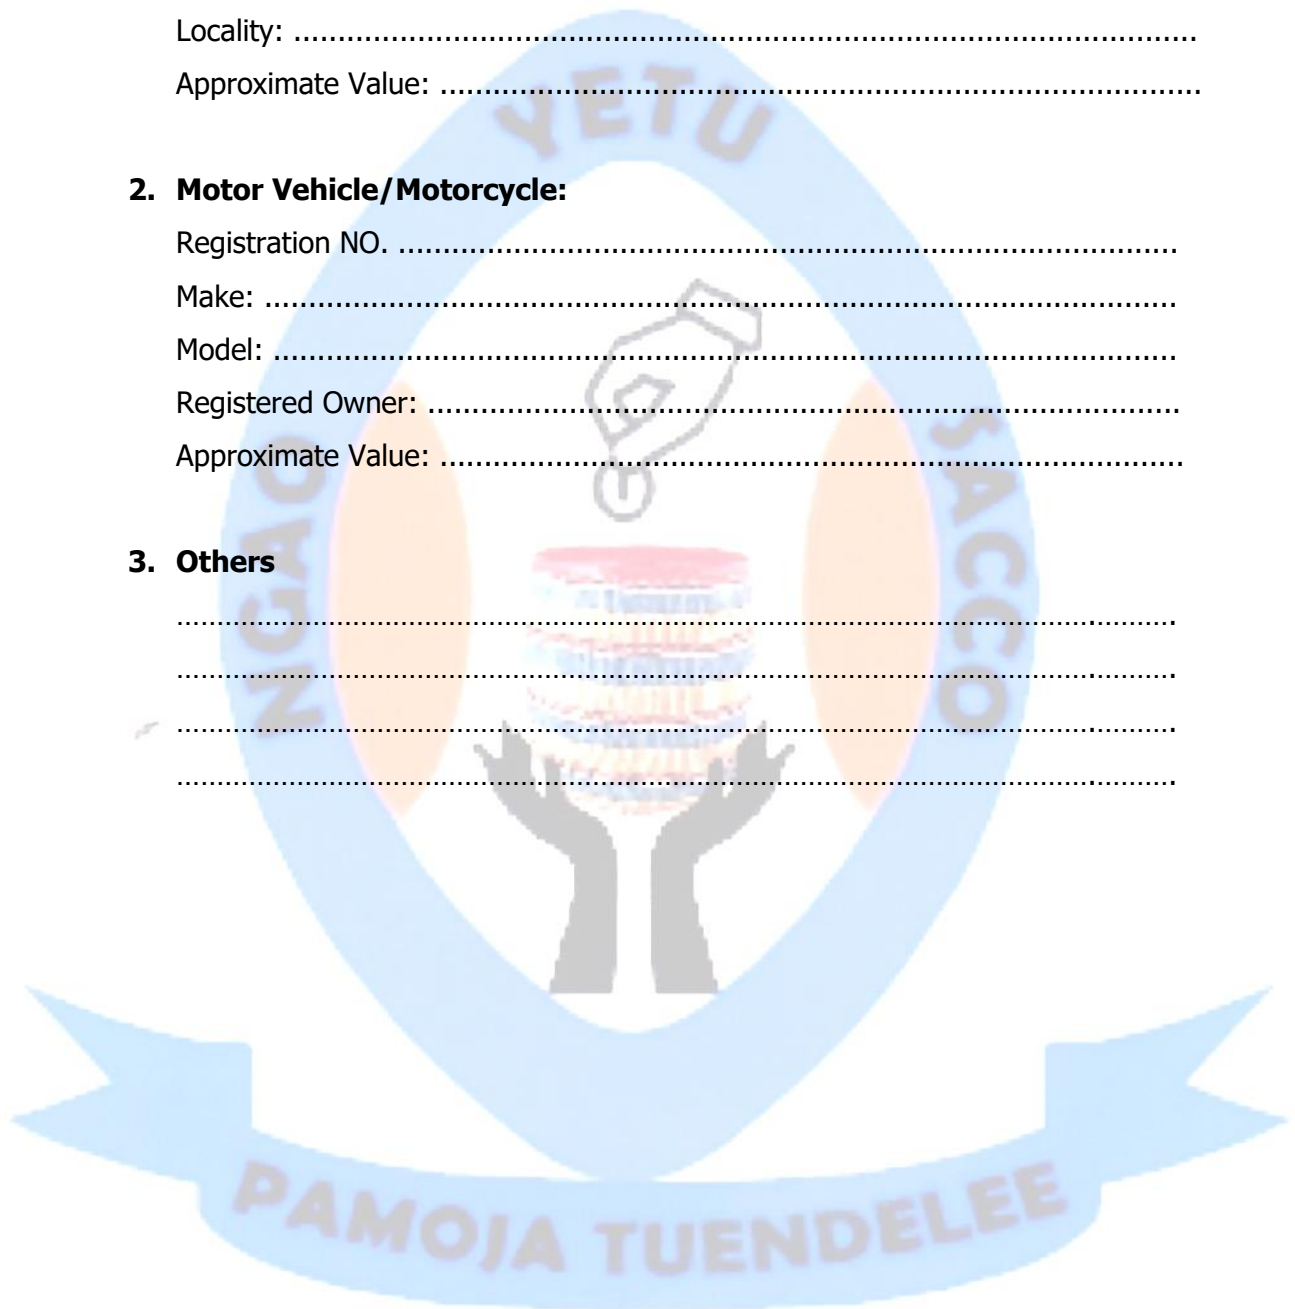 Locality: ........................................................................................................
Approximate Value: .......................................................................................
YETU
2. Motor Vehicle/Motorcycle:
Registration NO. .........................................................................................
Make: ........................................................................................................
Model: .......................................................................................................
Registered Owner: ......................................................................................
Approximate Value: .....................................................................................
NGAO
SACCO
3. Others
............................................................................................................................
............................................................................................................................
............................................................................................................................
............................................................................................................................
PAMOJA TUENDELEE